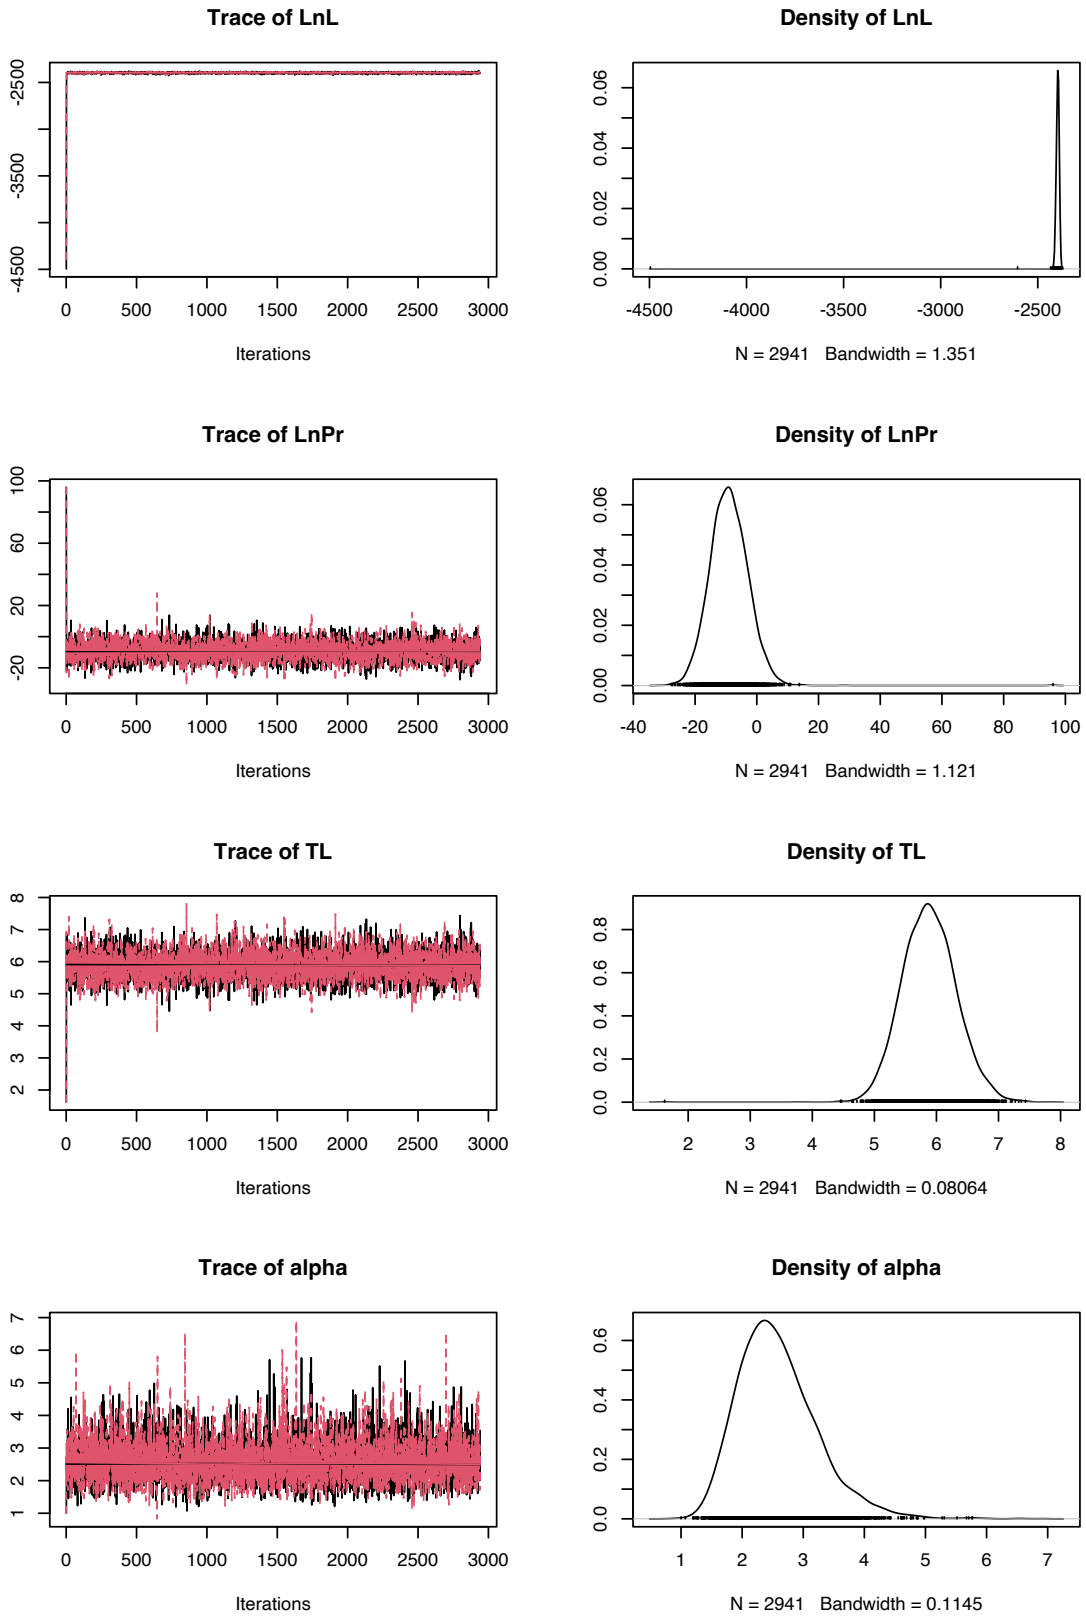 Trace of LnL
-4500 -3500 -2500
0 500 1000 1500 2000 2500 3000
Iterations
Density of LnL
0.00 0.02 0.04 0.06
-4500 -4000 -3500 -3000 -2500
N = 2941 Bandwidth = 1.351
Trace of LnPr
-20 20 60 100
0 500 1000 1500 2000 2500 3000
Iterations
Density of LnPr
0.00 0.02 0.04 0.06
-40 -20 0 20 40 60 80 100
N = 2941 Bandwidth = 1.121
Trace of TL
2 3 4 5 6 7 8
0 500 1000 1500 2000 2500 3000
Iterations
Density of TL
0.0 0.2 0.4 0.6 0.8
2 3 4 5 6 7 8
N = 2941 Bandwidth = 0.08064
Trace of alpha
1 2 3 4 5 6 7
0 500 1000 1500 2000 2500 3000
Iterations
Density of alpha
0.0 0.2 0.4 0.6
1 2 3 4 5 6 7
N = 2941 Bandwidth = 0.1145